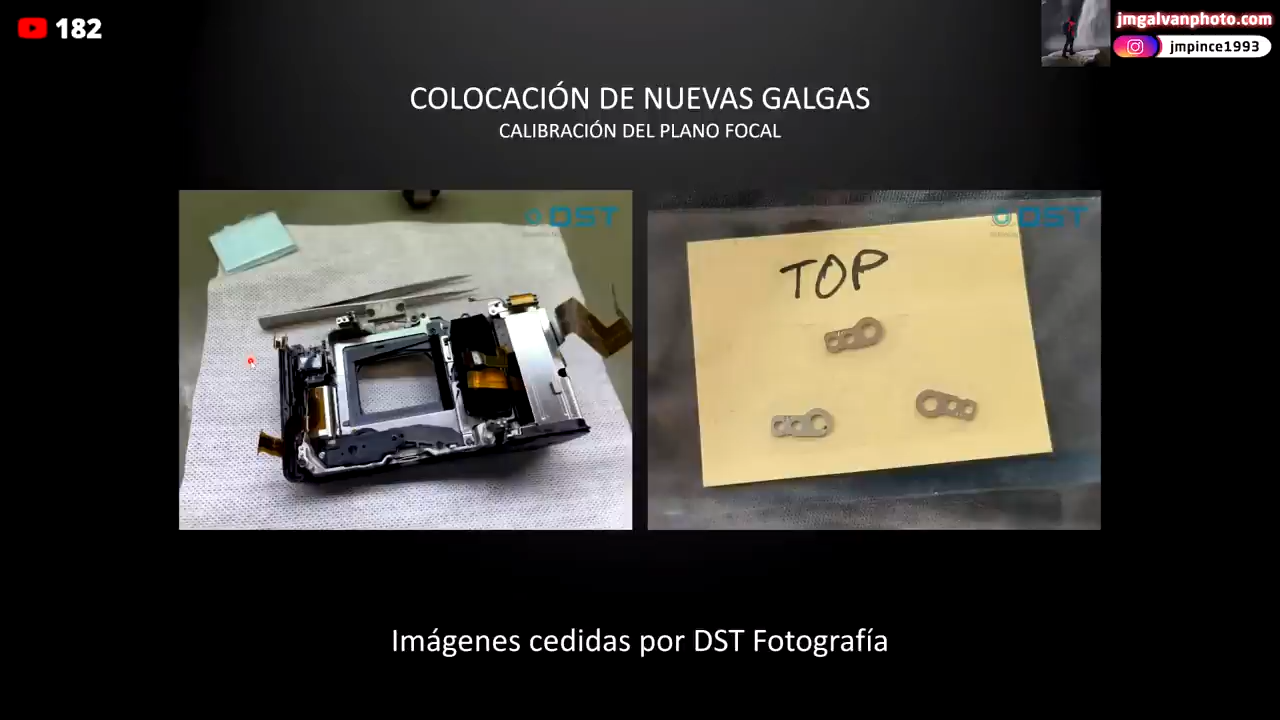 182
jmgalvanphoto.com
jmpince1993
COLOCACIÓN DE NUEVAS GALGAS
CALIBRACIÓN DEL PLANO FOCAL
DST
DST
TOP
Imágenes cedidas por DST Fotografía